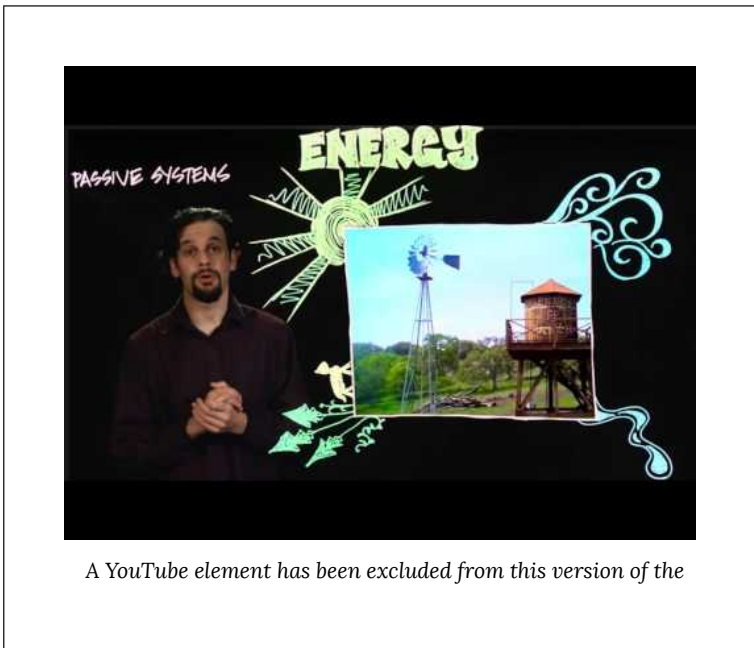 ENERGY
PASSIVE SYSTEMS
A YouTube element has been excluded from this version of the